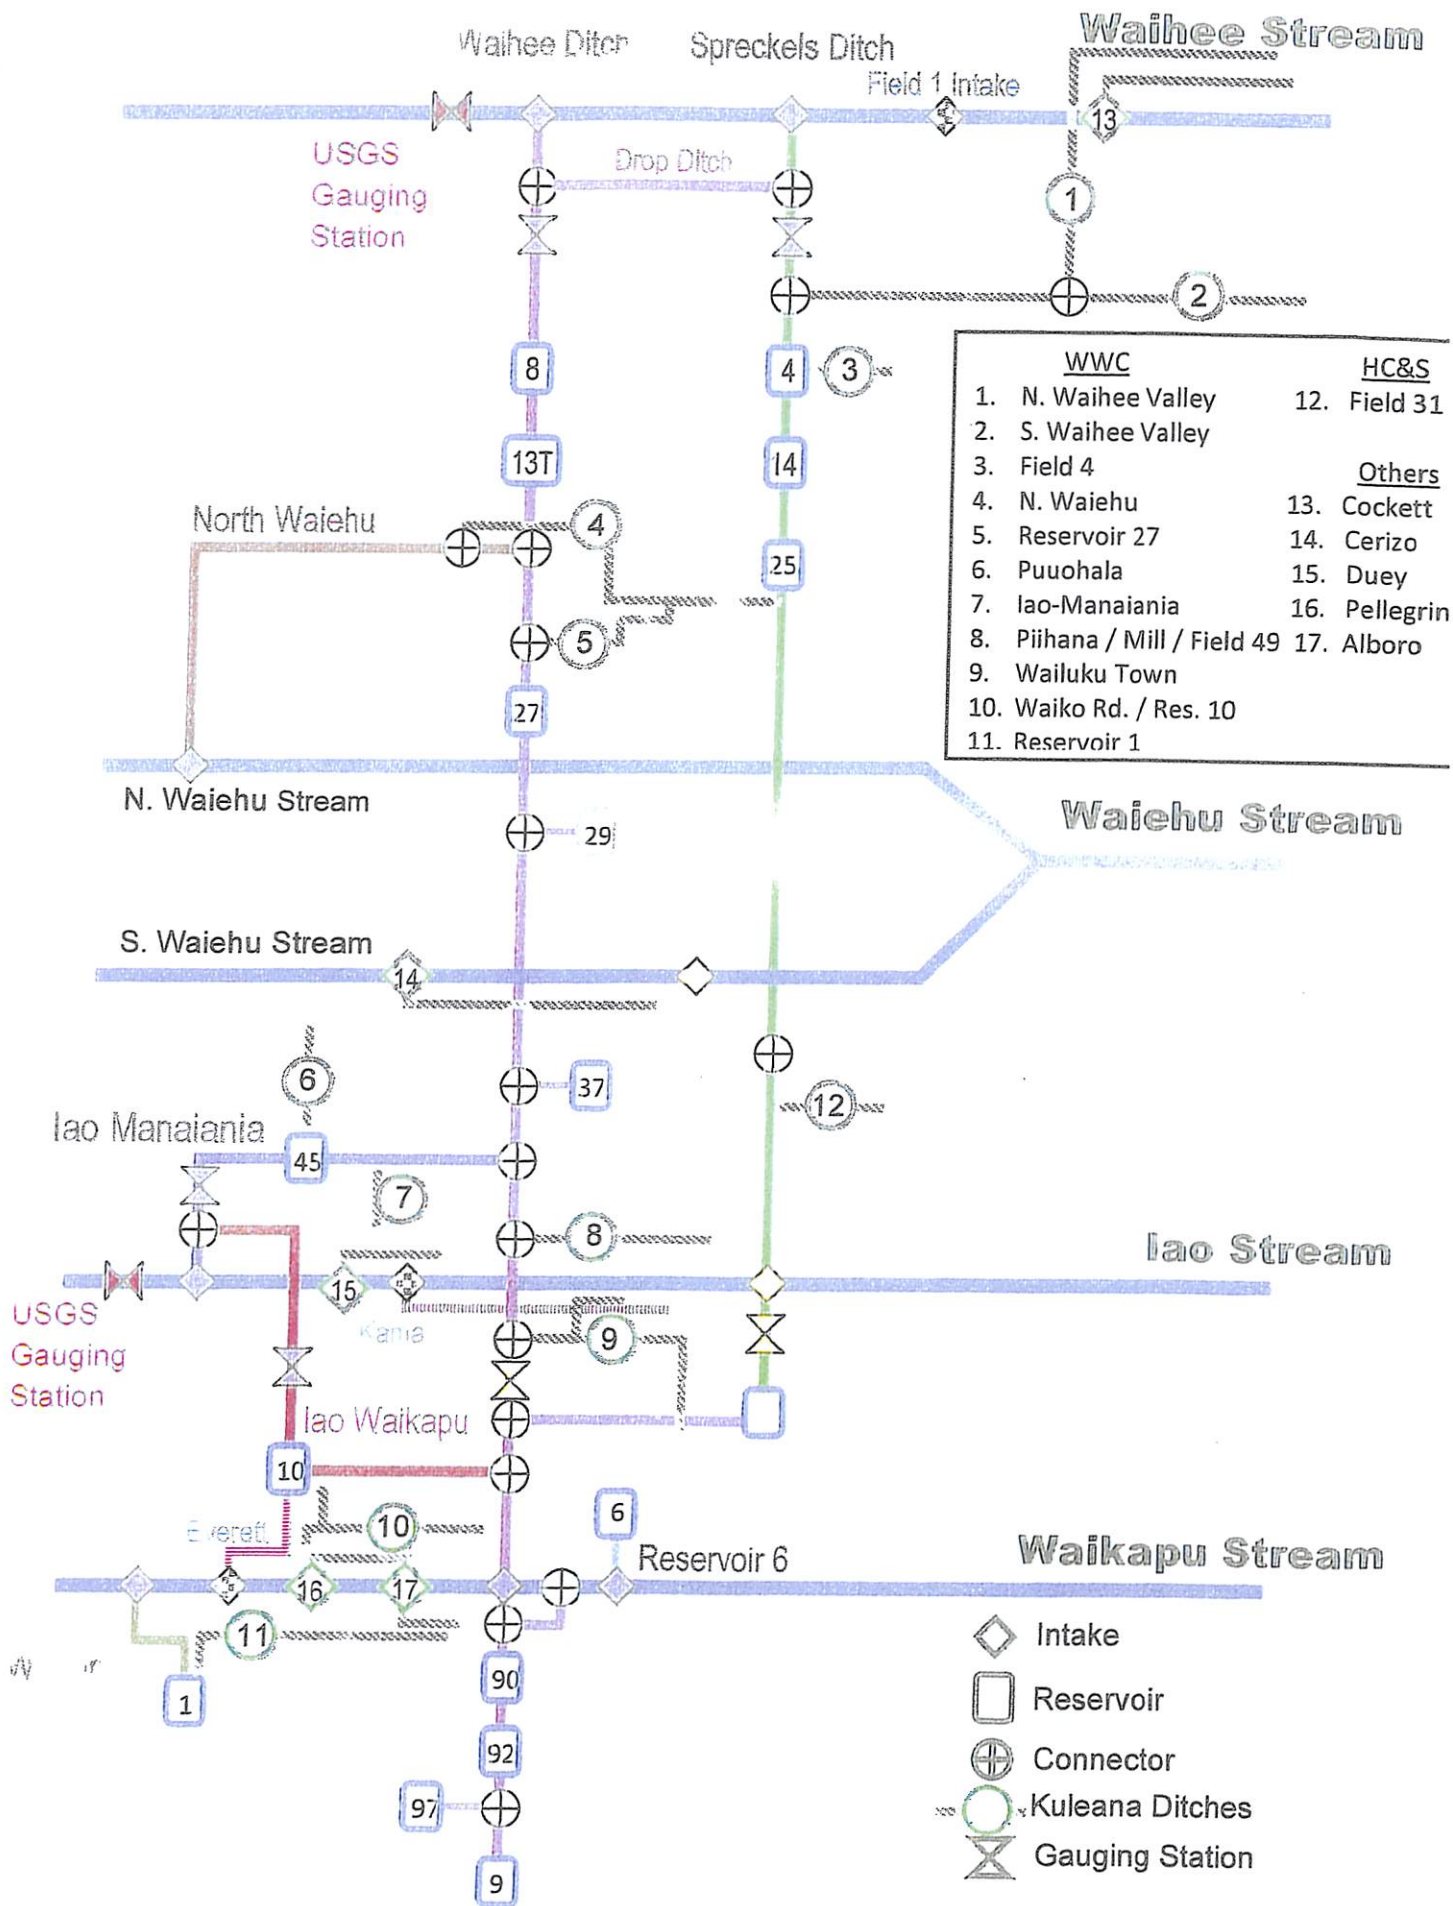 Waihee Stream
Waihee Ditch
Spreckels Ditch
Field 1 Intake
13
USGS
Gauging
Station
Drop Ditch
1
2
8
4
3
WWC
1. N. Waihee Valley
2. S. Waihee Valley
3. Field 4
4. N. Waiehu
5. Reservoir 27
6. Puuohala
7. Iao-Manaiania
8. Piihana / Mill / Field 49
9. Wailuku Town
10. Waiko Rd. / Res. 10
11. Reservoir 1
HC&S
12. Field 31
Others
13. Cockett
14. Cerizo
15. Duey
16. Pellegrin
17. Alboro
13T
14
North Waiehu
4
25
5
27
N. Waiehu Stream
Waiehu Stream
29
S. Waiehu Stream
14
6
37
12
Iao Manaiania
45
7
8
Iao Stream
15
USGS
Gauging
Station
9
Iao Waikapu
10
6
10
Everett
Reservoir 6
Waikapu Stream
16
17
11
1
90
92
97
9
Intake
Reservoir
Connector
Kuleana Ditches
Gauging Station